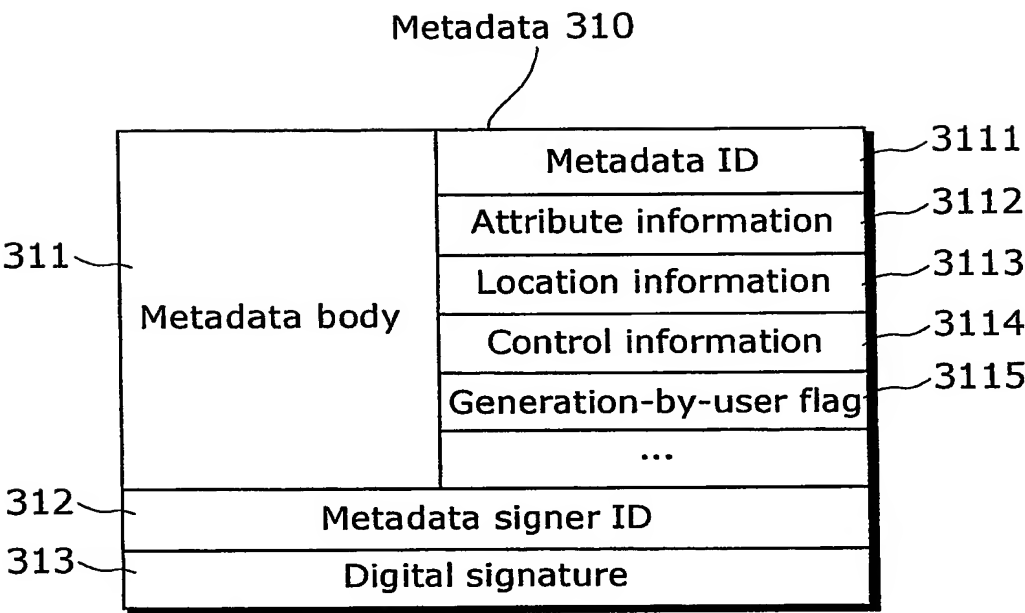 Metadata 310
Metadata ID 3111
Attribute information 3112
Location information 3113
311 Metadata body
Control information 3114
Generation-by-user flag 3115
...
312 Metadata signer ID
313 Digital signature